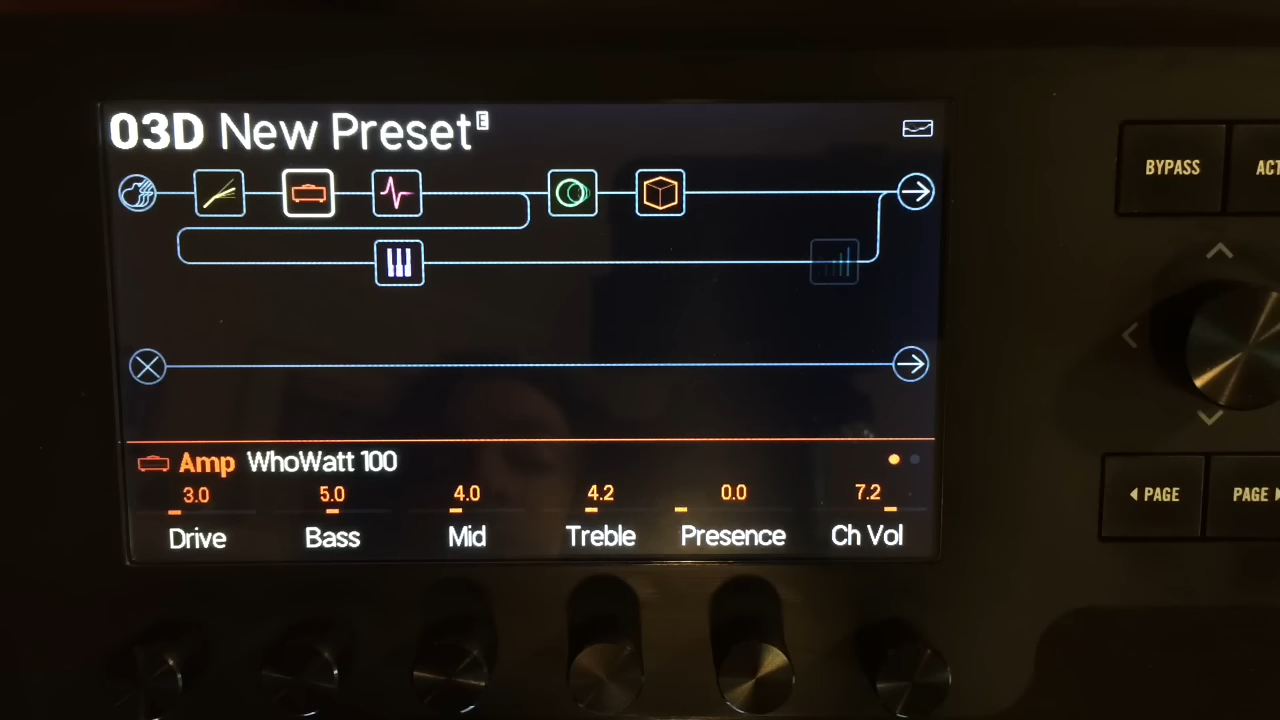 03D New Preset E
BYPASS
ACT
Amp WhoWatt 100
3.0 5.0 4.0 4.2 0.0 7.2
Drive Bass Mid Treble Presence Ch Vol
PAGE
PAGE